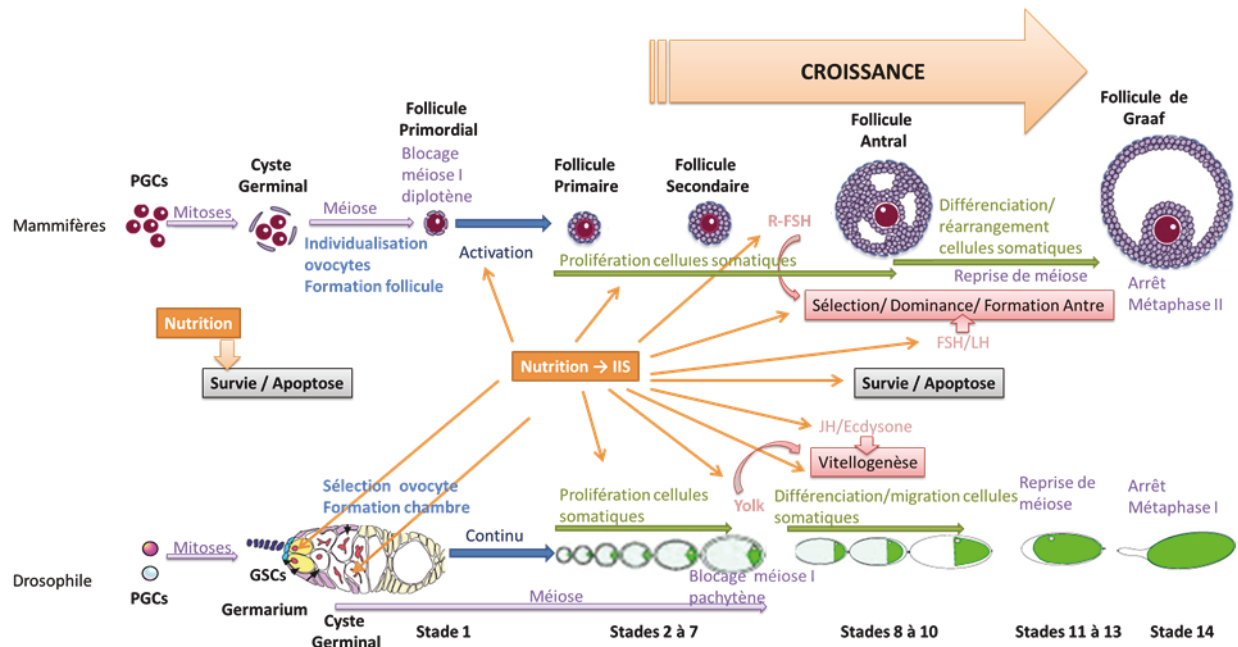 CROISSANCE
Follicule de
Graaf
Follicule
Antral
Follicule
Primordial
Blocage
méiose I
diplotène
Cyste
Germinal
Follicule
Primaire
Follicule
Secondaire
PGCs
Mammifères
Mitoses
Méiose
Individualisation
ovocytes
Formation follicule
Activation
R-FSH
Prolifération cellules somatiques
Différenciation/
réarrangement
cellules somatiques
Reprise de méiose
Arrêt
Métaphase II
Sélection/ Dominance/ Formation Antre
FSH/LH
Nutrition
Survie / Apoptose
Nutrition → IIS
Survie / Apoptose
JH/Ecdysone
Vitellogenèse
Yolk
Sélection ovocyte
Formation chambre
Prolifération cellules
somatiques
Différenciation/migration cellules
somatiques
Reprise de
méiose
Arrêt
Métaphase I
Drosophile
Mitoses
PGCs
GSCs
Continu
Germarium
Cyste
Germinal
Méiose
Blocage méiose I
pachytène
Stade 1
Stades 2 à 7
Stades 8 à 10
Stades 11 à 13
Stade 14